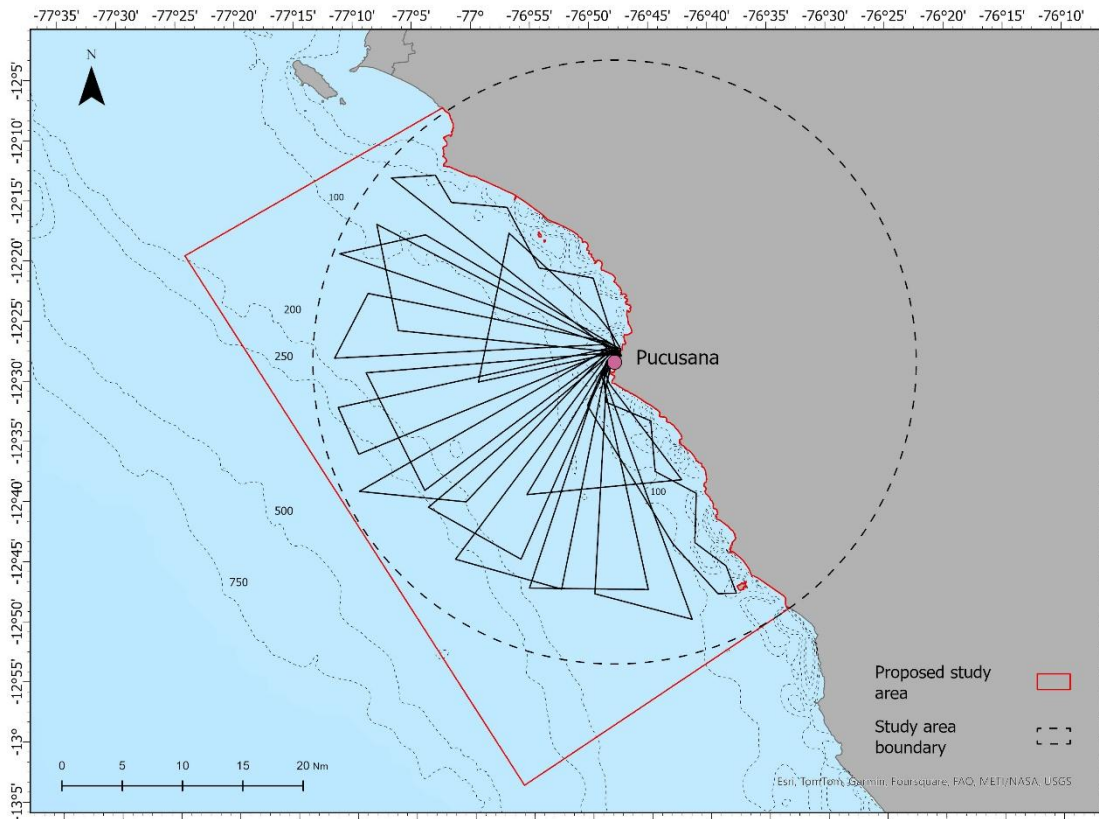 -77°35' -77°30' -77°25' -77°20' -77°15' -77°10' -77°5' -77° -76°55' -76°50' -76°45' -76°40' -76°35' -76°30' -76°25' -76°20' -76°15' -76°10'
N
-12°5'
-12°10'
-12°15'
-12°20'
-12°25'
-12°30'
-12°35'
-12°40'
-12°45'
-12°50'
-12°55'
-13°
-13°5'
100
200
250
Pucusana
100
500
750
Proposed study
area
Study area
boundary
0 5 10 15 20 Nm
Esri, TomTom, Garmin, Foursquare, FAO, METI/NASA, USGS